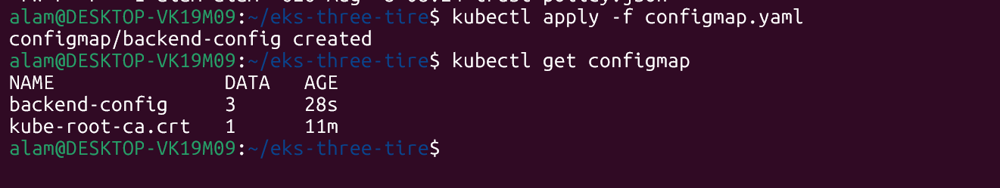 alam@DESKTOP-VK19M09:~/eks-three-tire$ kubectl apply -f configmap.yaml
configmap/backend-config created
alam@DESKTOP-VK19M09:~/eks-three-tire$ kubectl get configmap
NAME               DATA   AGE
backend-config     3      28s
kube-root-ca.crt   1      11m
alam@DESKTOP-VK19M09:~/eks-three-tire$